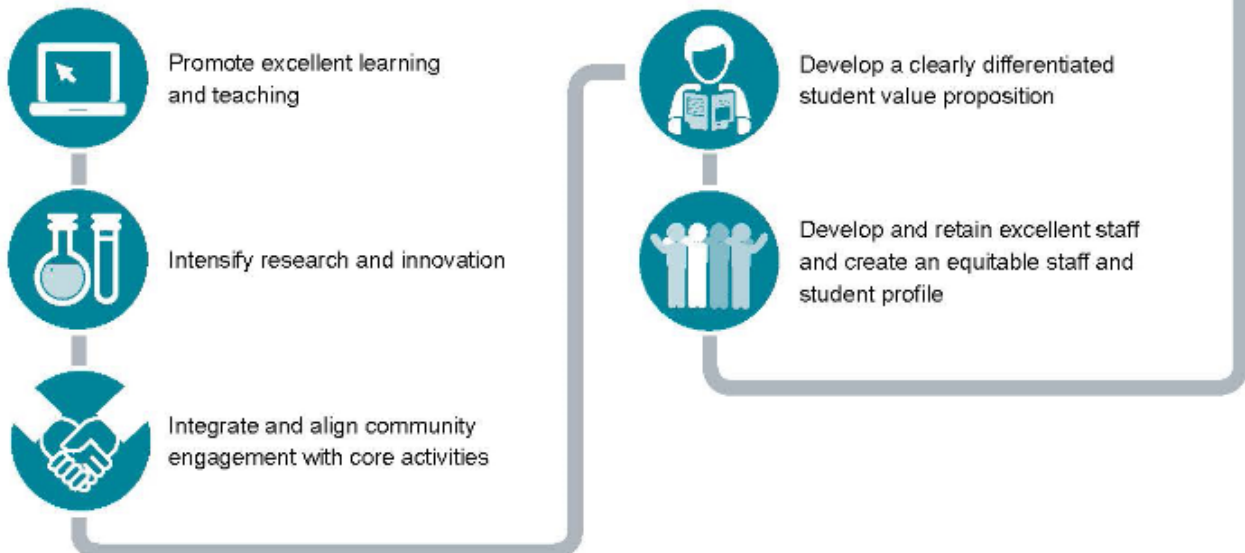 Promote excellent learning
and teaching
Intensify research and innovation
Integrate and align community
engagement with core activities
Develop a clearly differentiated
student value proposition
Develop and retain excellent staff
and create an equitable staff and
student profile